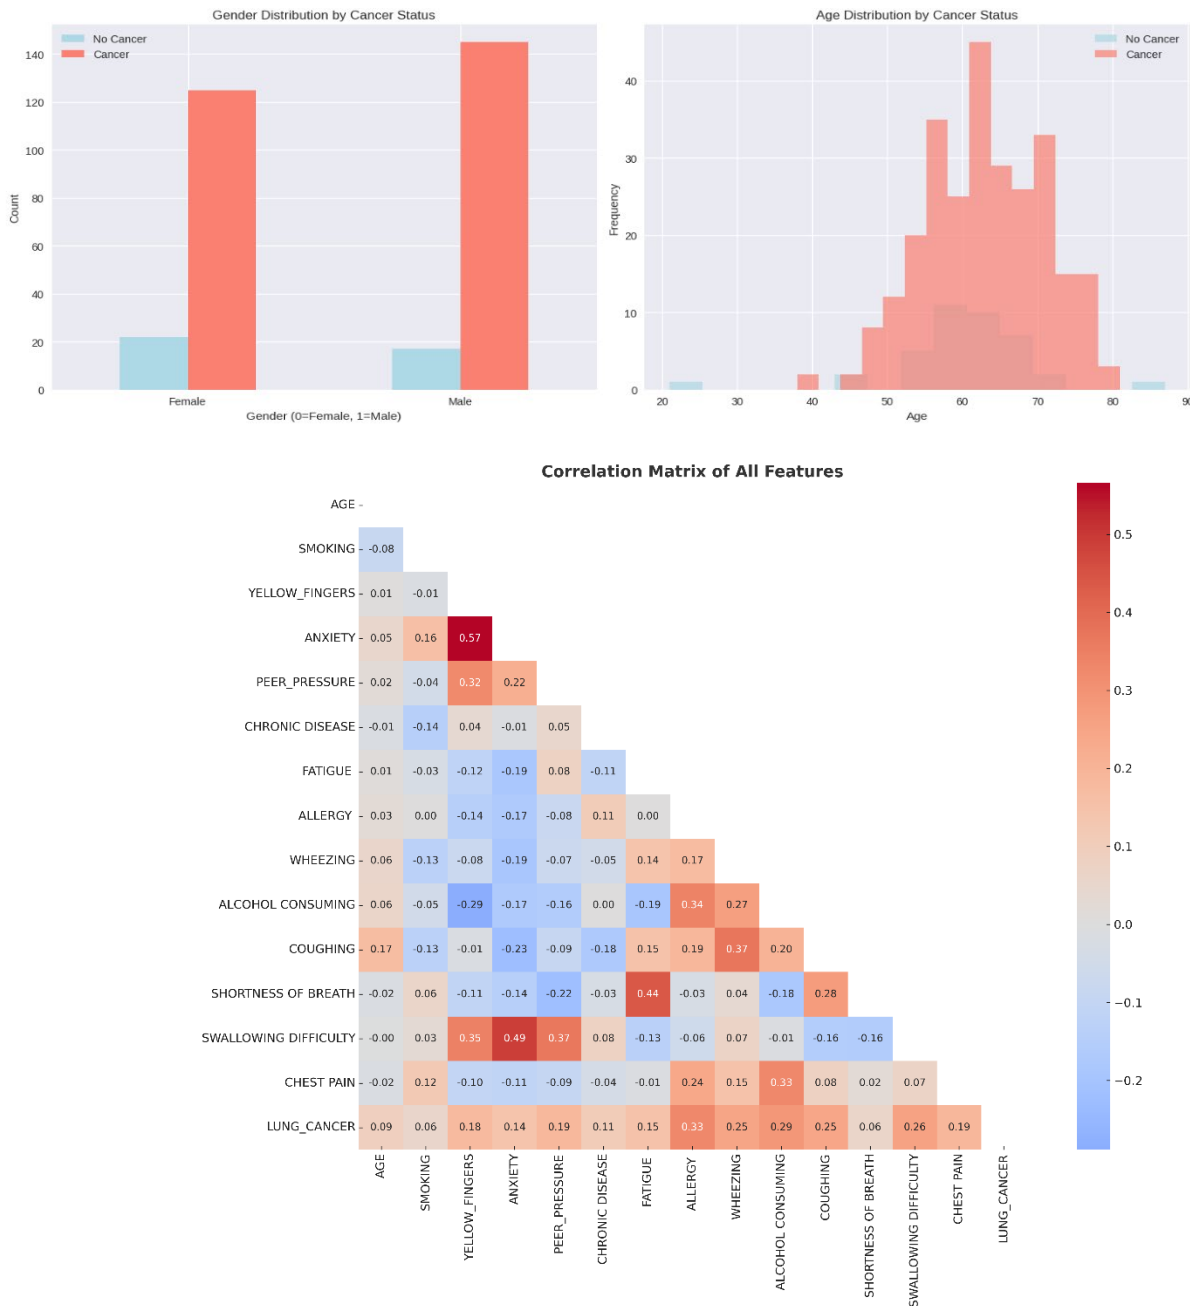 Gender Distribution by Cancer Status
No Cancer
Cancer
140
120
100
80
60
40
20
0
Count
Female
Male
Gender (0=Female, 1=Male)
Age Distribution by Cancer Status
No Cancer
Cancer
40
30
20
10
0
Frequency
20 30 40 50 60 70 80 90
Age
Correlation Matrix of All Features
AGE
SMOKING -0.08
YELLOW_FINGERS 0.01 -0.01
ANXIETY 0.05 0.16 0.57
PEER_PRESSURE 0.02 -0.04 0.32 0.22
CHRONIC DISEASE -0.01 -0.14 0.04 -0.01 0.05
FATIGUE 0.01 -0.03 -0.12 -0.19 0.08 -0.11
ALLERGY 0.03 0.00 -0.14 -0.17 -0.08 0.11 0.00
WHEEZING 0.06 -0.13 -0.08 -0.19 -0.07 -0.05 0.14 0.17
ALCOHOL CONSUMING 0.06 -0.05 -0.29 -0.17 -0.16 0.00 -0.19 0.34 0.27
COUGHING 0.17 -0.13 -0.01 -0.23 -0.09 -0.18 0.15 0.19 0.37 0.20
SHORTNESS OF BREATH -0.02 0.06 -0.11 -0.14 -0.22 -0.03 0.44 -0.03 0.04 -0.18 0.28
SWALLOWING DIFFICULTY -0.00 0.03 0.35 0.49 0.37 0.08 -0.13 -0.06 0.07 -0.01 -0.16 -0.16
CHEST PAIN -0.02 0.12 -0.10 -0.11 -0.09 -0.04 -0.01 0.24 0.15 0.33 0.08 0.02 0.07
LUNG_CANCER 0.09 0.06 0.18 0.14 0.19 0.11 0.15 0.33 0.25 0.29 0.25 0.06 0.26 0.19
AGE
SMOKING
YELLOW_FINGERS
ANXIETY
PEER_PRESSURE
CHRONIC DISEASE
FATIGUE
ALLERGY
WHEEZING
ALCOHOL CONSUMING
COUGHING
SHORTNESS OF BREATH
SWALLOWING DIFFICULTY
CHEST PAIN
LUNG_CANCER
0.5
0.4
0.3
0.2
0.1
0.0
-0.1
-0.2